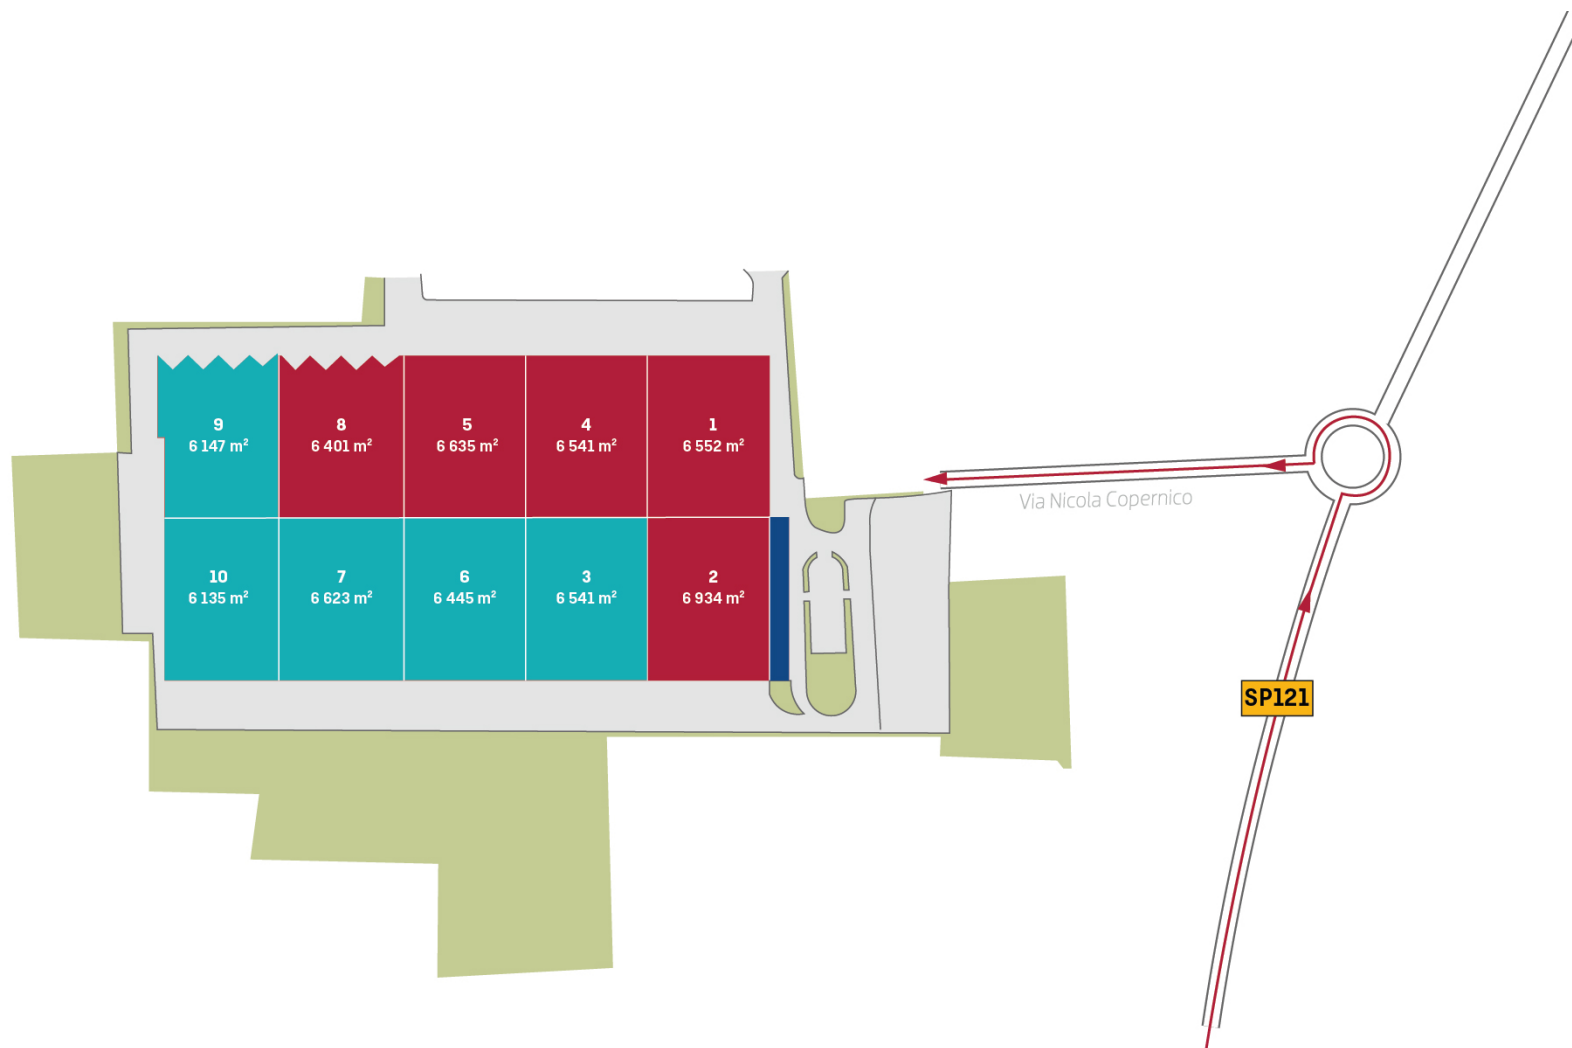 9
6 147 m²
8
6 401 m²
5
6 635 m²
4
6 541 m²
1
6 552 m²
Via Nicola Copernico
10
6 135 m²
7
6 623 m²
6
6 445 m²
3
6 541 m²
2
6 934 m²
SP121